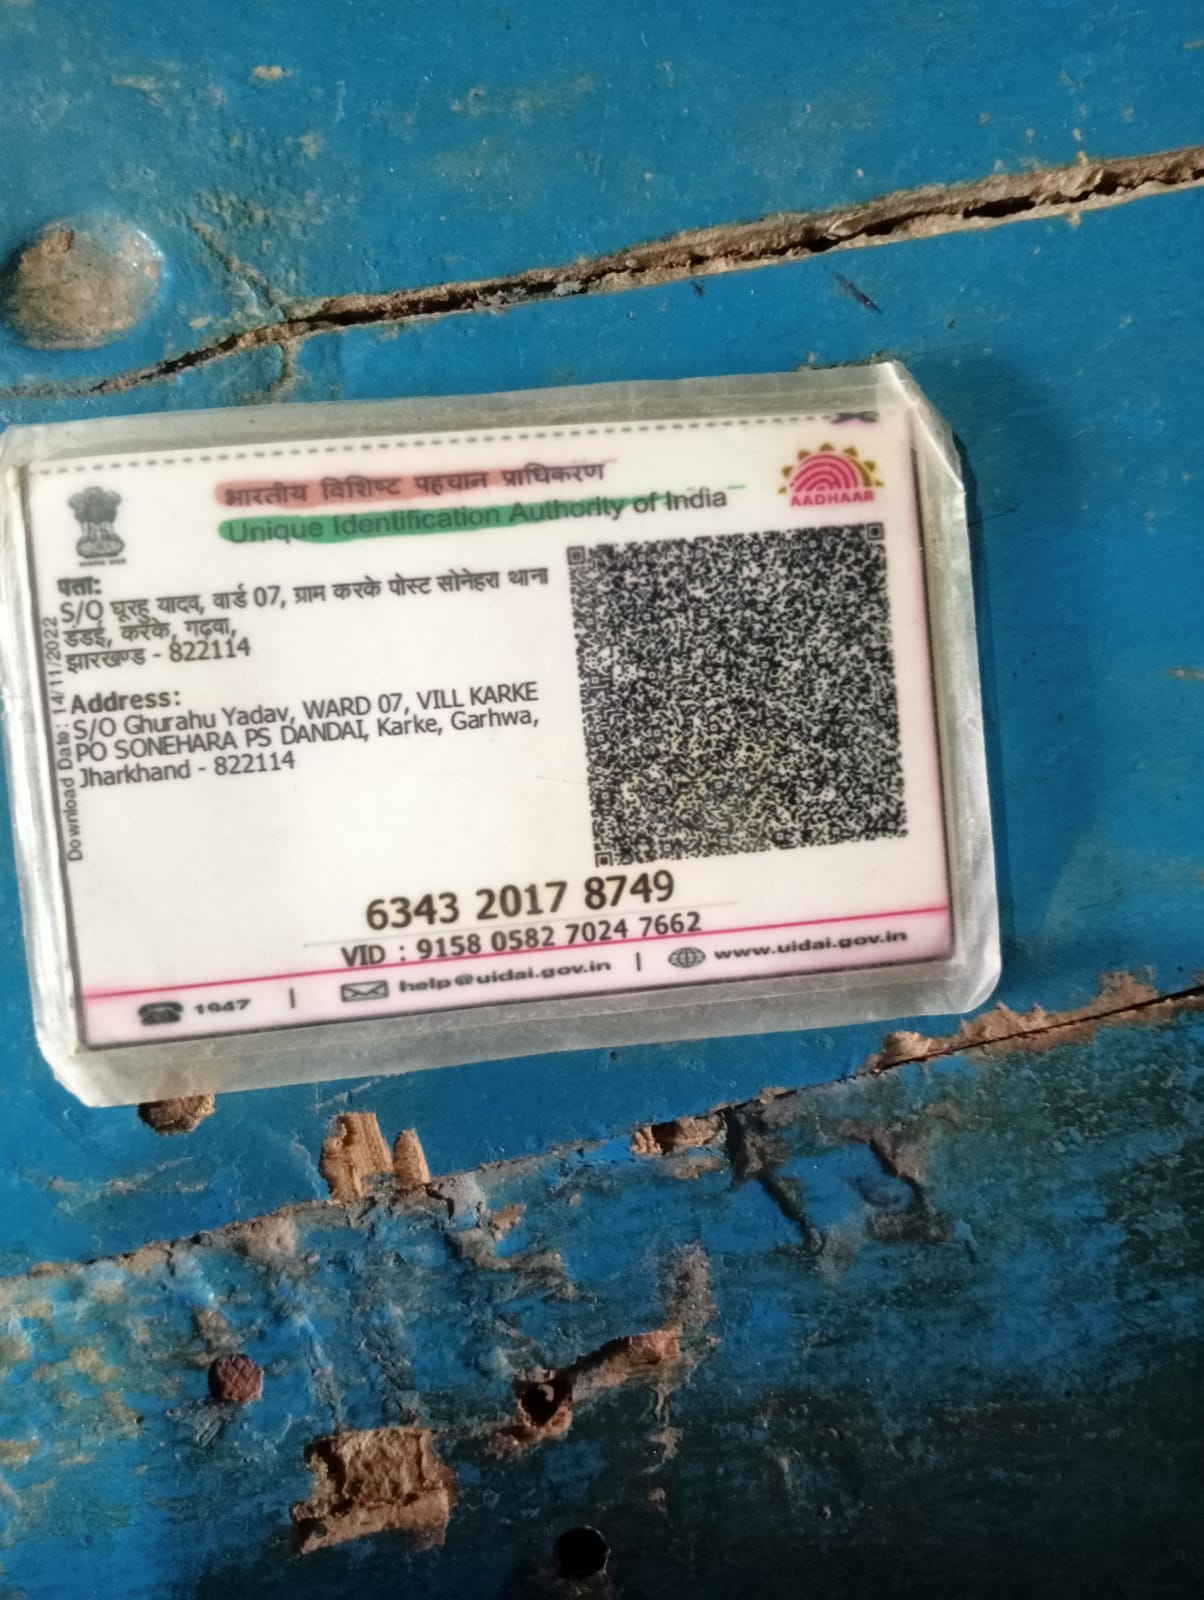 भारतीय विशिष्ट पहचान प्राधिकरण
Unique Identification Authority of India
AADHAAR
पता:
S/O घूरहु यादव, वार्ड 07, ग्राम करके पोस्ट सोनेहरा थाना
डंडई, करके, गढ़वा,
झारखण्ड - 822114
Address:
S/O Ghurahu Yadav, WARD 07, VILL KARKE
PO SONEHARA PS DANDAI, Karke, Garhwa,
Jharkhand - 822114
Download Date: 14/11/2022
6343 2017 8749
VID : 9158 0582 7024 7662
1947 | help@uidai.gov.in | www.uidai.gov.in